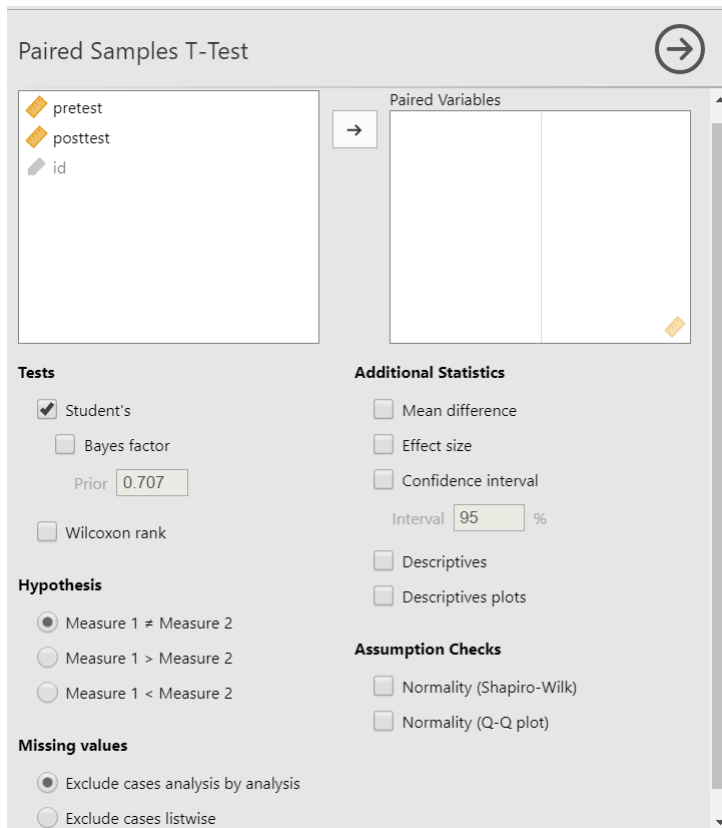 Paired Samples T-Test
pretest
posttest
id
Paired Variables
Tests
Student's
Bayes factor
Prior 0.707
Wilcoxon rank
Hypothesis
Measure 1 ≠ Measure 2
Measure 1 > Measure 2
Measure 1 < Measure 2
Missing values
Exclude cases analysis by analysis
Exclude cases listwise
Additional Statistics
Mean difference
Effect size
Confidence interval
Interval 95 %
Descriptives
Descriptives plots
Assumption Checks
Normality (Shapiro-Wilk)
Normality (Q-Q plot)